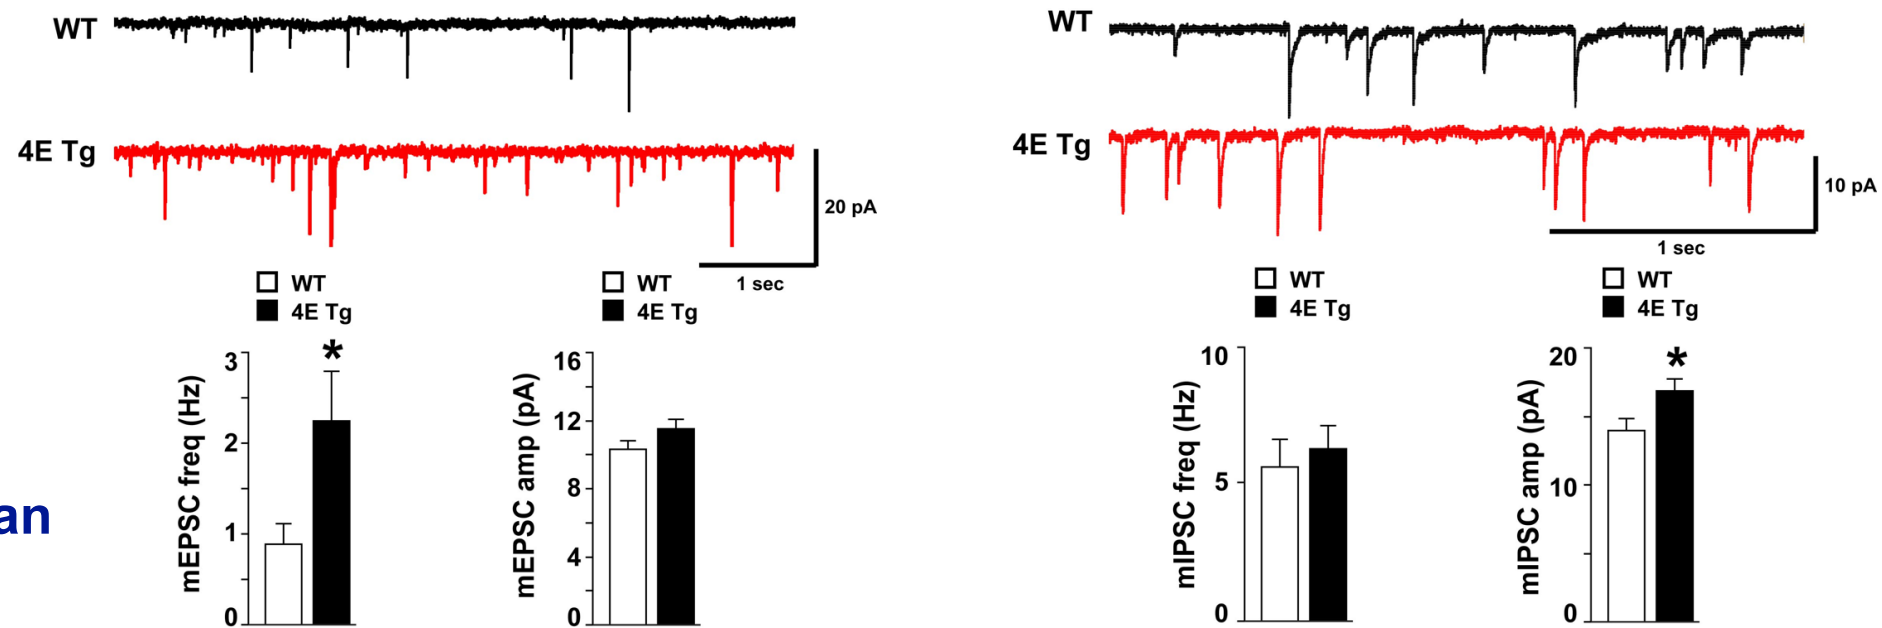 WT
4E Tg
20 pA
1 sec
WT
4E Tg
WT
4E Tg
3
2
1
0
mEPSC freq (Hz)
*
16
12
8
4
0
mEPSC amp (pA)
an
WT
4E Tg
10 pA
1 sec
WT
4E Tg
WT
4E Tg
10
5
0
mIPSC freq (Hz)
20
10
0
mIPSC amp (pA)
*